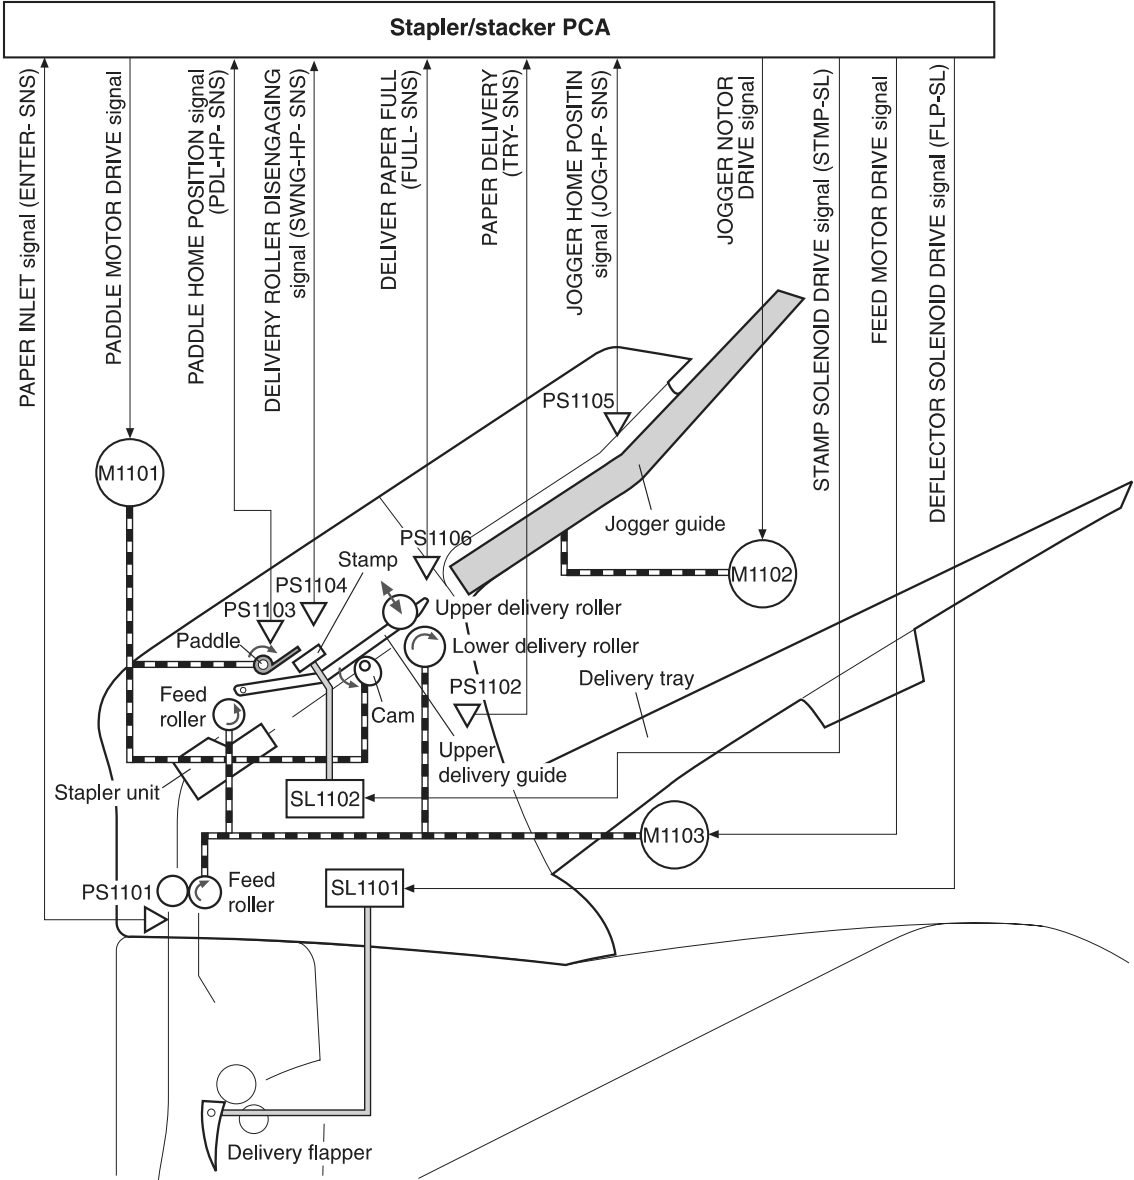 Stapler/stacker PCA
PAPER INLET signal (ENTER- SNS)
PADDLE MOTOR DRIVE signal
PADDLE HOME POSITION signal
(PDL-HP- SNS)
DELIVERY ROLLER DISENGAGING
signal (SWNG-HP- SNS)
DELIVER PAPER FULL
(FULL- SNS)
PAPER DELIVERY
(TRY- SNS)
JOGGER HOME POSITIN
signal (JOG-HP- SNS)
JOGGER NOTOR
DRIVE signal
STAMP SOLENOID DRIVE signal (STMP-SL)
FEED MOTOR DRIVE signal
DEFLECTOR SOLENOID DRIVE signal (FLP-SL)
PS1105
M1101
Jogger guide
PS1106
Stamp
M1102
PS1104
PS1103
Upper delivery roller
Paddle
Lower delivery roller
Delivery tray
PS1102
Feed
roller
Cam
Upper
delivery guide
Stapler unit
SL1102
M1103
PS1101
Feed
roller
SL1101
Delivery flapper